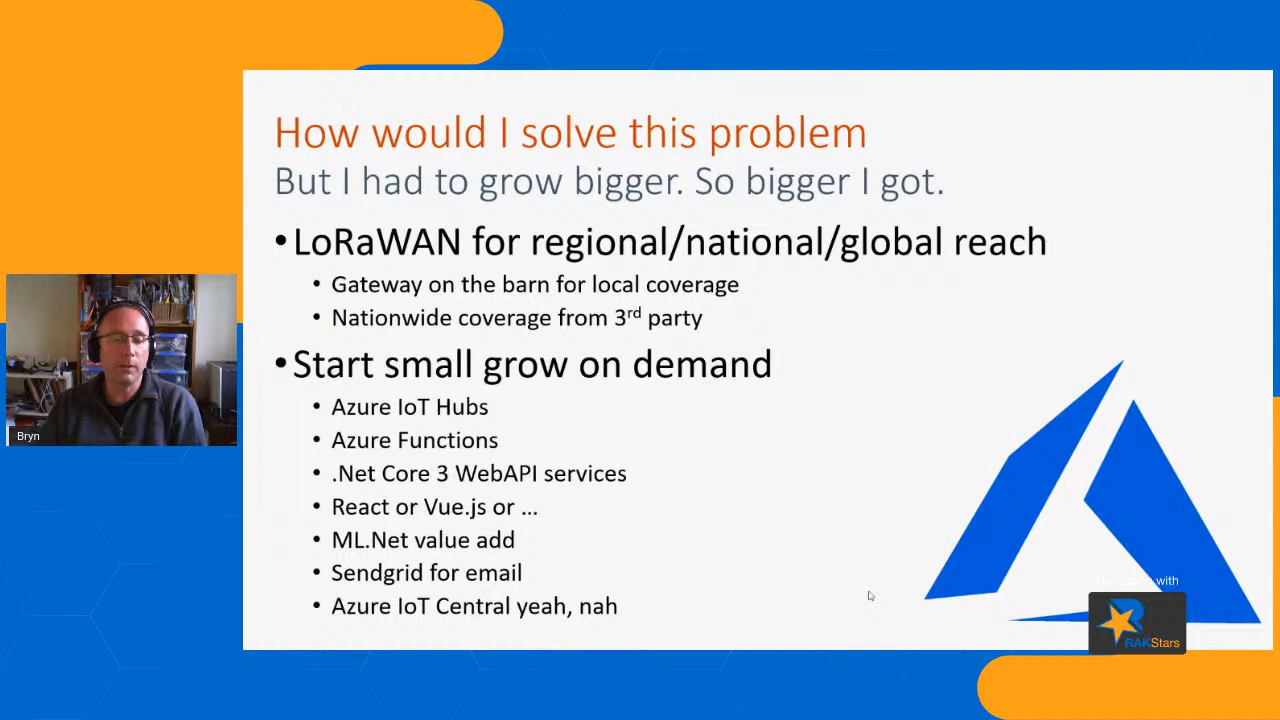 How would I solve this problem
But I had to grow bigger. So bigger I got.
•LoRaWAN for regional/national/global reach
• Gateway on the barn for local coverage
• Nationwide coverage from 3rd party
•Start small grow on demand
• Azure IoT Hubs
• Azure Functions
• .Net Core 3 WebAPI services
• React or Vue.js or ...
• ML.Net value add
• Sendgrid for email
• Azure IoT Central yeah, nah
Bryn
with
RAKStars